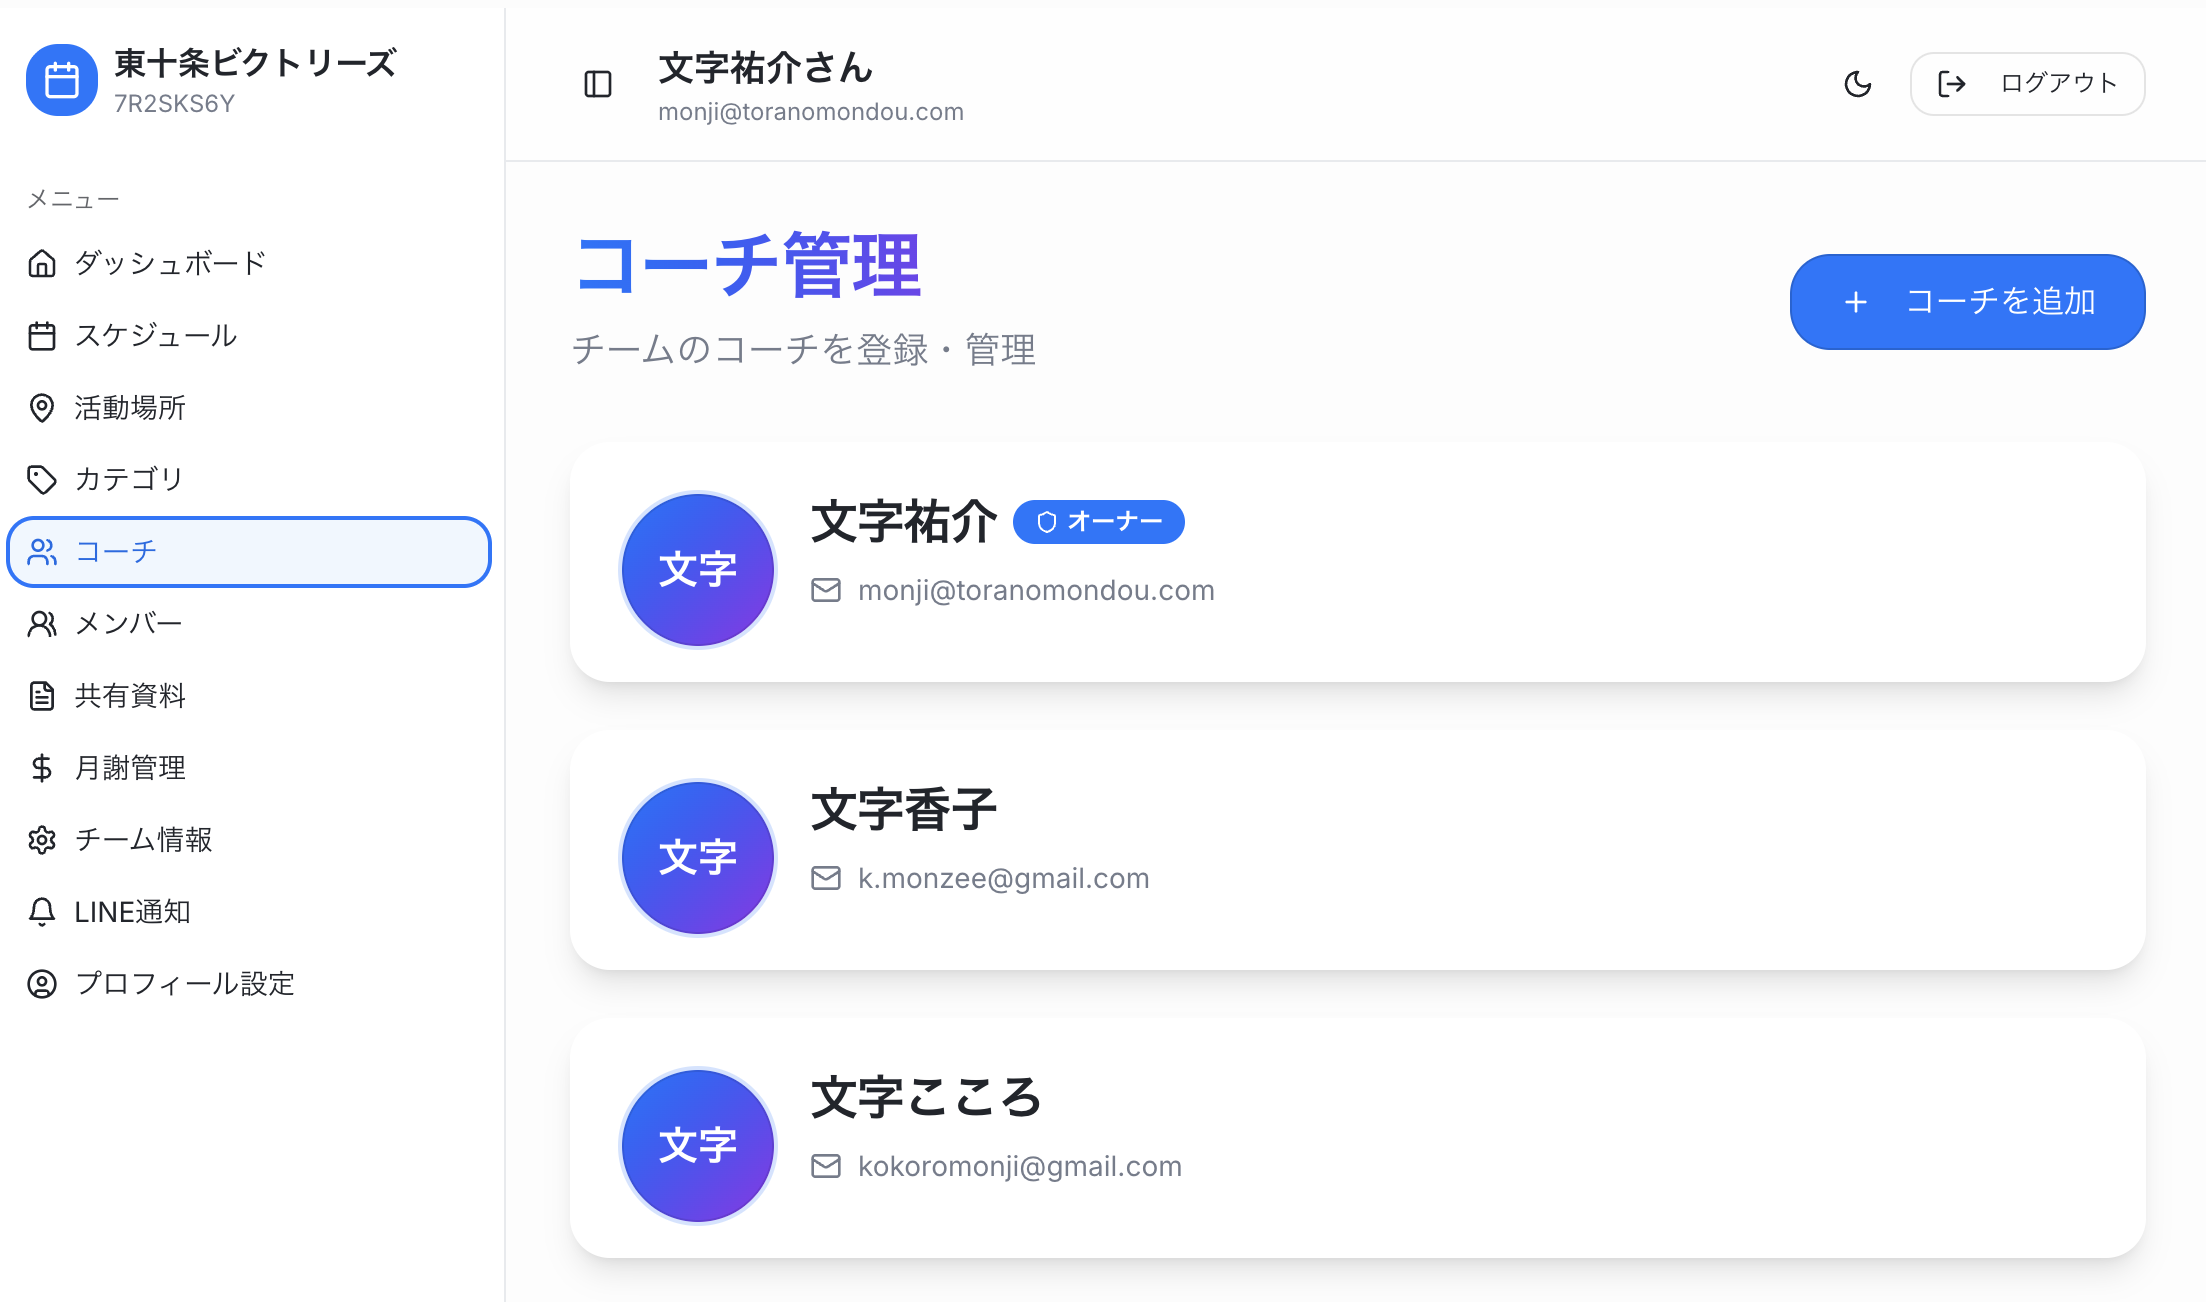 東十条ビクトリーズ
7R2SKS6Y
メニュー
ダッシュボード
スケジュール
活動場所
カテゴリ
コーチ
メンバー
共有資料
月謝管理
チーム情報
LINE通知
プロフィール設定
文字祐介さん
monji@toranomondou.com
ログアウト
コーチ管理
チームのコーチを登録・管理
コーチを追加
文字
文字祐介
オーナー
monji@toranomondou.com
文字
文字香子
k.monzee@gmail.com
文字
文字こころ
kokoromonji@gmail.com